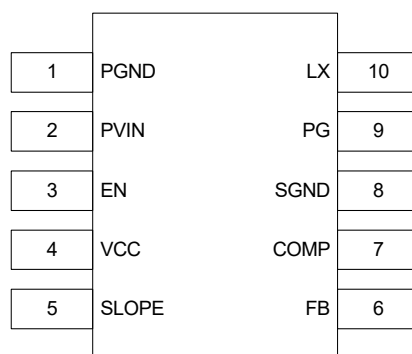 1 PGND LX 10
2 PVIN PG 9
3 EN SGND 8
4 VCC COMP 7
5 SLOPE FB 6